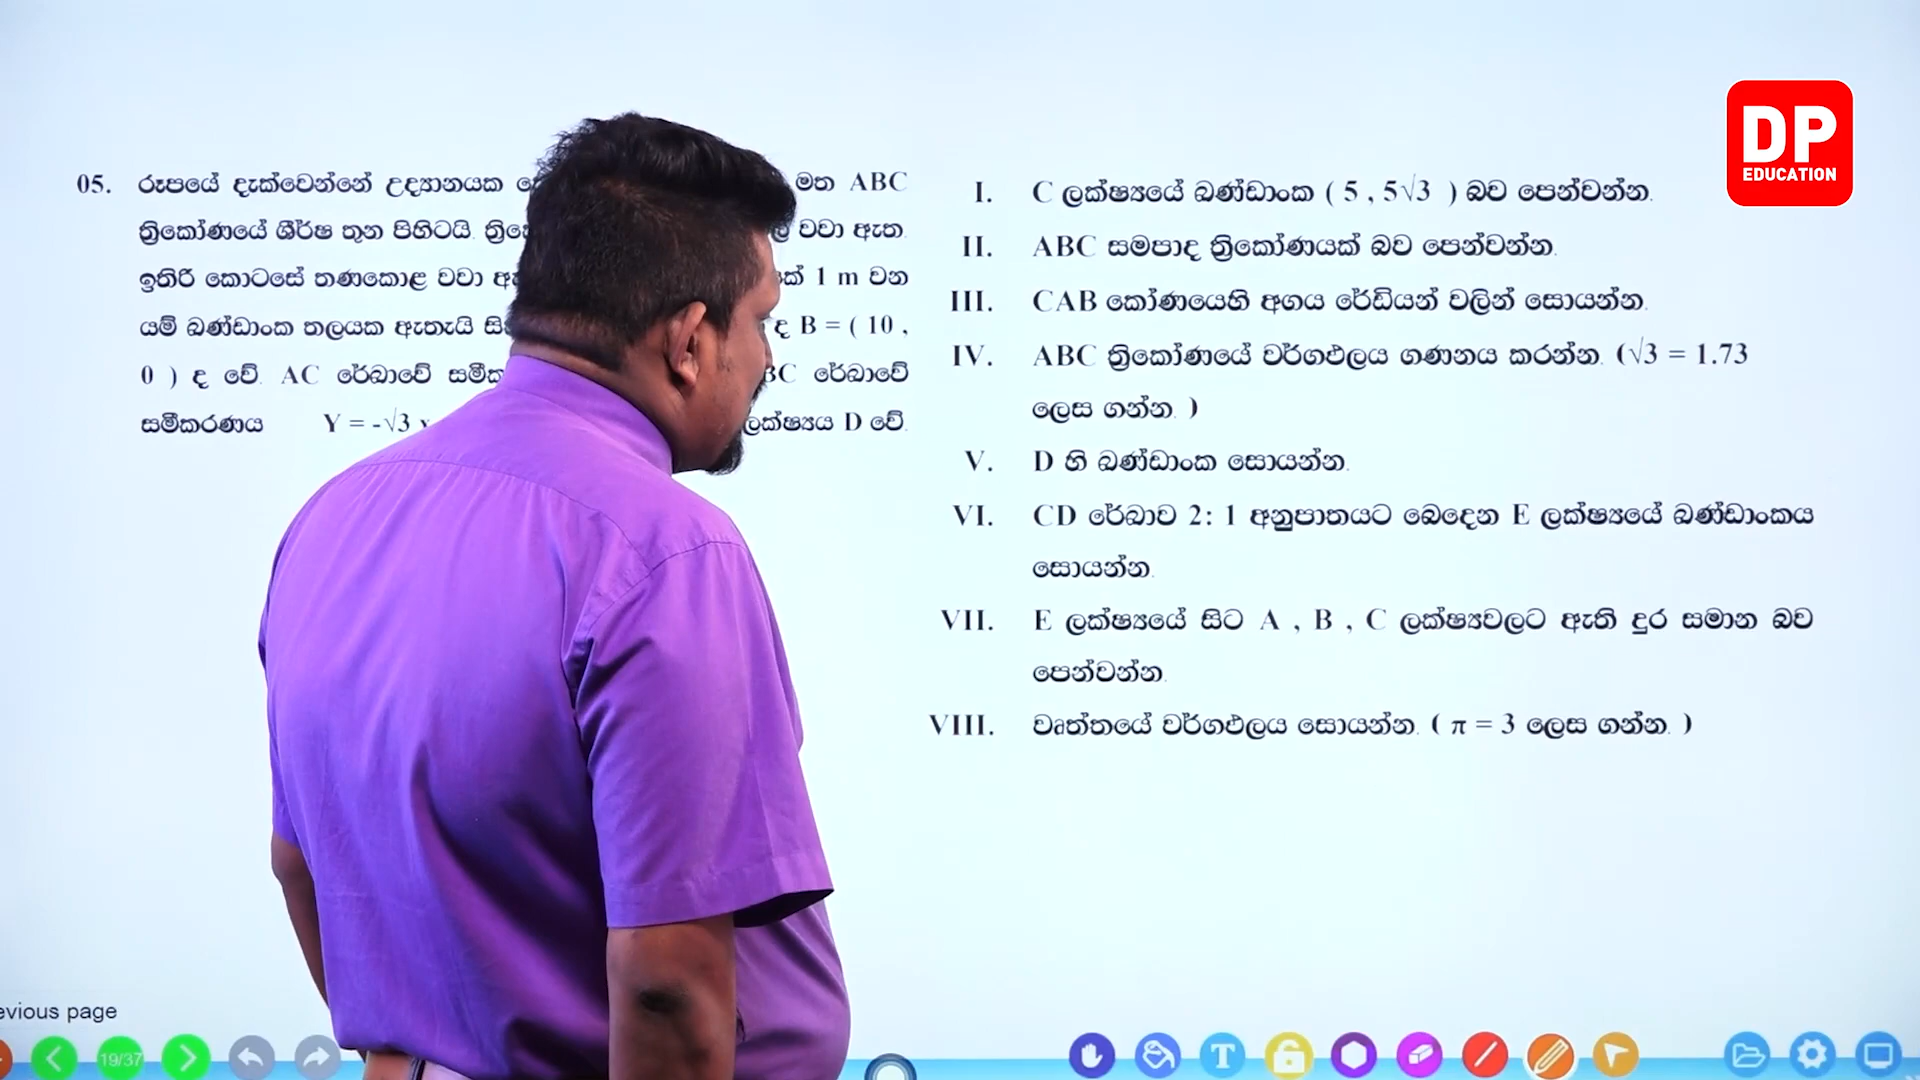 DP
EDUCATION
05. රූපයේ දැක්වෙන්නේ උද්‍යානයක මත ABC
ත්‍රිකෝණයේ ශීර්ෂ තුන පිහිටයි. වවා ඇත.
ඉතිරි කොටසේ තණකොළ වවා 1 m වන
යම් ඛණ්ඩාංක තලයක ඇතැයි ද B = ( 10 ,
0 ) ද වේ. AC රේඛාවේ BC රේඛාවේ
සමීකරණය Y = -√3 ලක්ෂ්‍යය D වේ.
I. C ලක්ෂ්‍යයේ ඛණ්ඩාංක ( 5 , 5√3 ) බව පෙන්වන්න.
II. ABC සමපාද ත්‍රිකෝණයක් බව පෙන්වන්න.
III. CAB කෝණයෙහි අගය රේඩියන් වලින් සොයන්න.
IV. ABC ත්‍රිකෝණයේ වර්ගඵලය ගණනය කරන්න. (√3 = 1.73
ලෙස ගන්න. )
V. D හි ඛණ්ඩාංක සොයන්න.
VI. CD රේඛාව 2: 1 අනුපාතයට බෙදෙන E ලක්ෂ්‍යයේ ඛණ්ඩාංකය
සොයන්න.
VII. E ලක්ෂ්‍යයේ සිට A , B , C ලක්ෂ්‍යවලට ඇති දුර සමාන බව
පෙන්වන්න.
VIII. වෘත්තයේ වර්ගඵලය සොයන්න. ( π = 3 ලෙස ගන්න. )
evious page
19/37
T